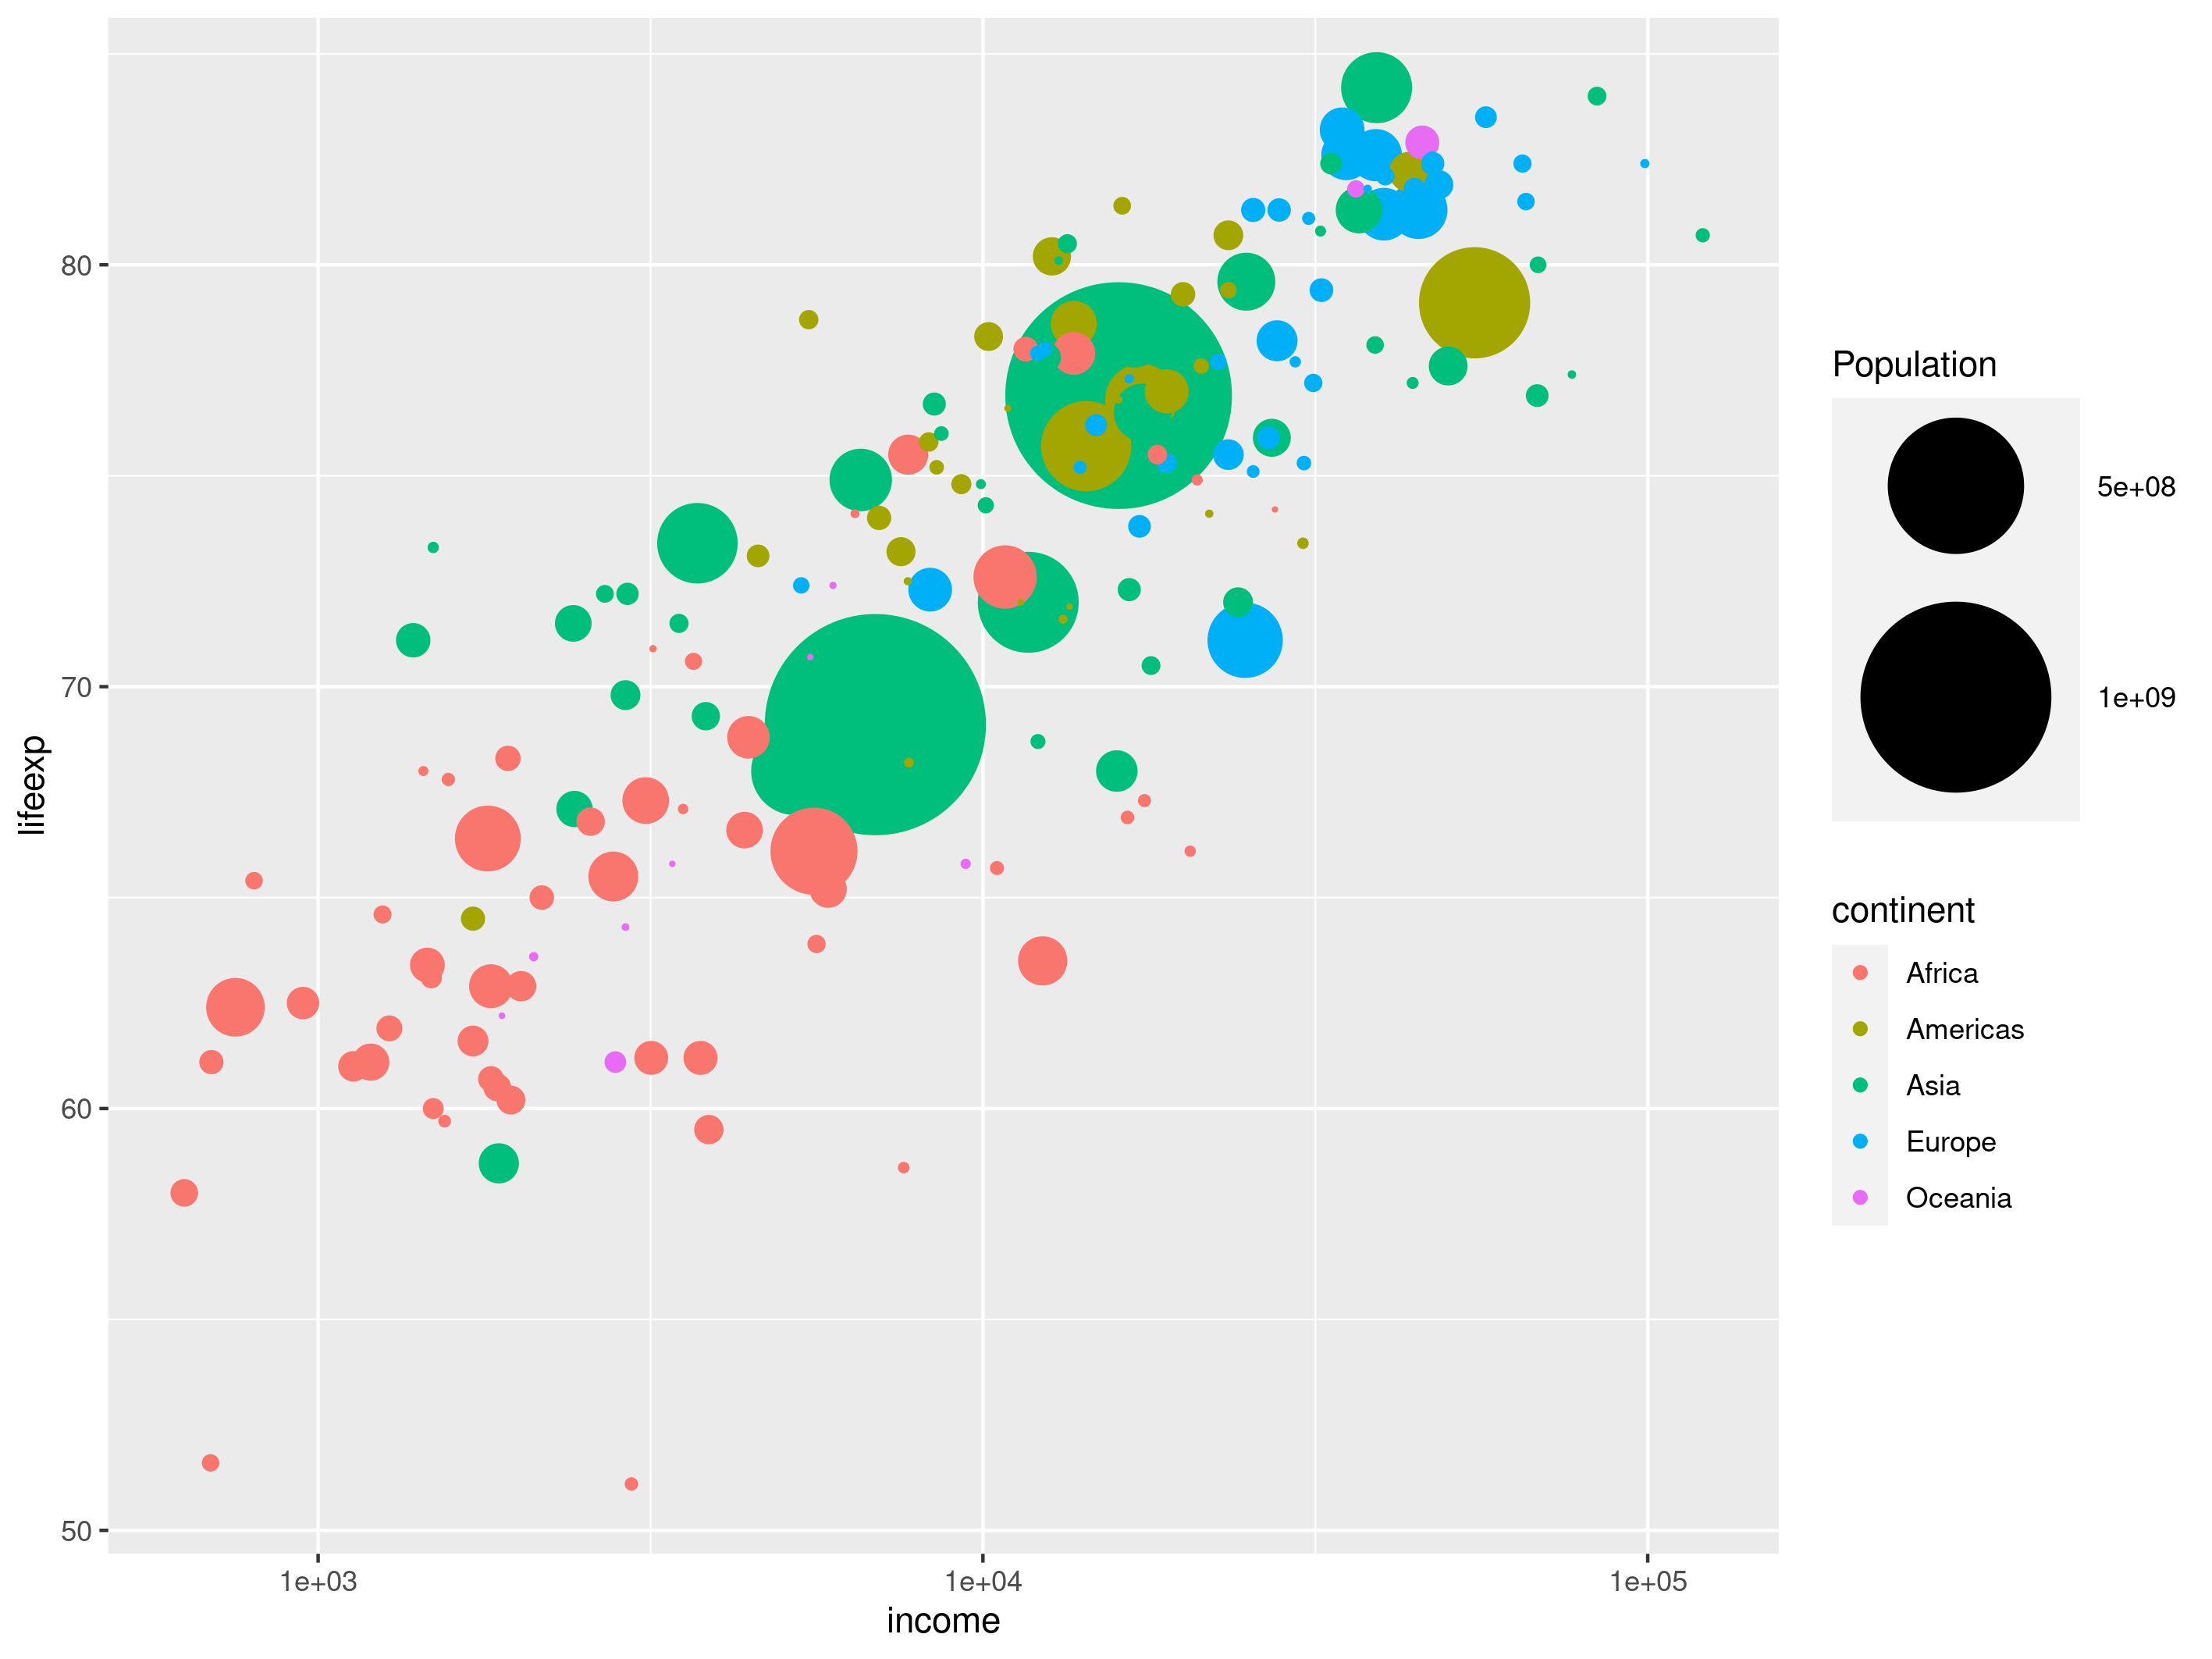 80
70
60
50
lifeexp
1e+03
1e+04
1e+05
income
Population
5e+08
1e+09
continent
Africa
Americas
Asia
Europe
Oceania